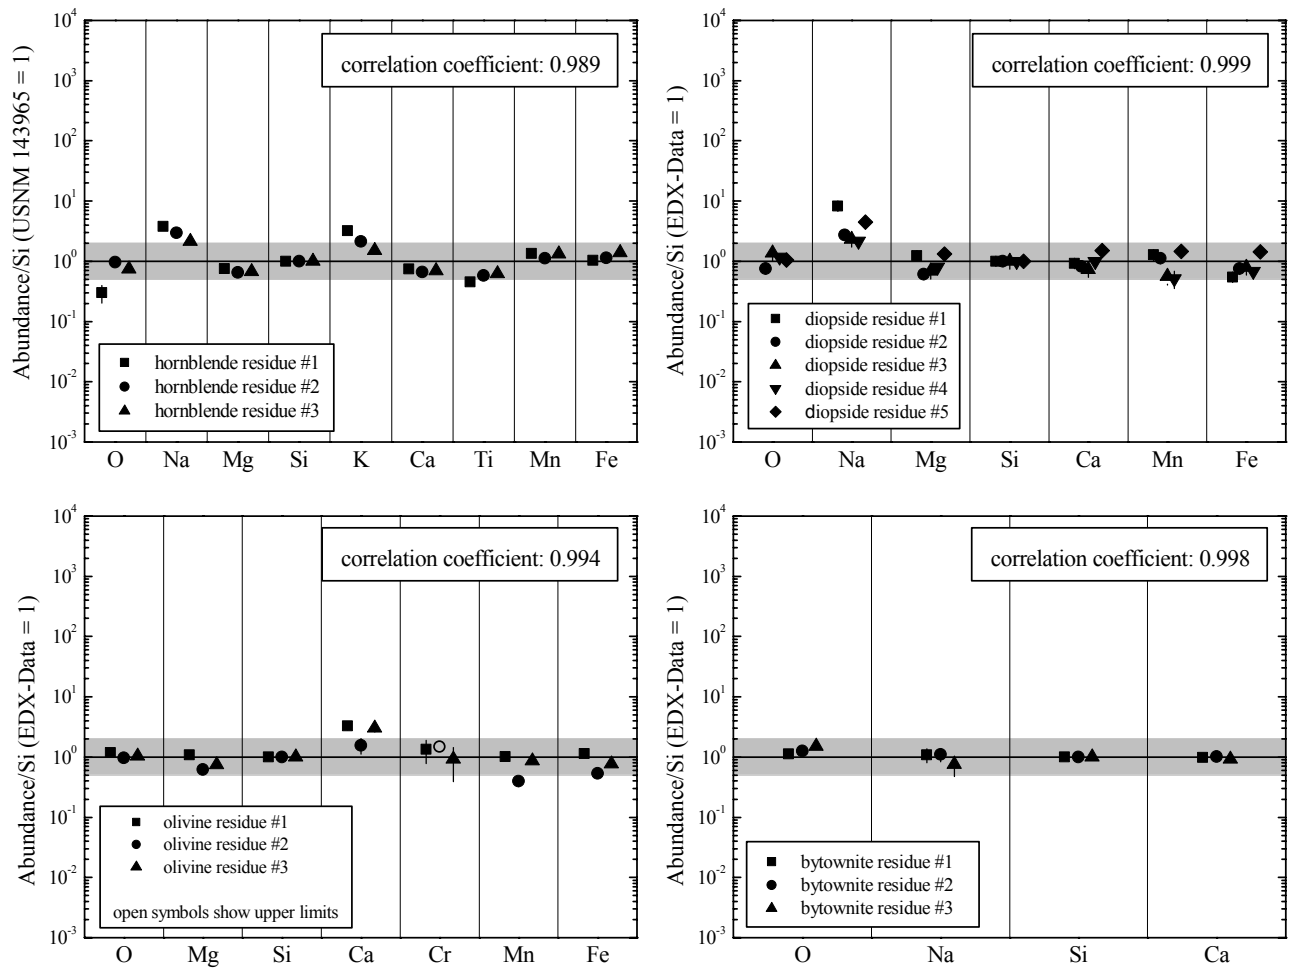 Abundance/Si (USNM 143965 = 1)
10^4
10^3
10^2
10^1
10^0
10^-1
10^-2
10^-3
correlation coefficient: 0.989
hornblende residue #1
hornblende residue #2
hornblende residue #3
O Na Mg Si K Ca Ti Mn Fe
Abundance/Si (EDX-Data = 1)
10^4
10^3
10^2
10^1
10^0
10^-1
10^-2
10^-3
correlation coefficient: 0.999
diopside residue #1
diopside residue #2
diopside residue #3
diopside residue #4
diopside residue #5
O Na Mg Si Ca Mn Fe
Abundance/Si (EDX-Data = 1)
10^4
10^3
10^2
10^1
10^0
10^-1
10^-2
10^-3
correlation coefficient: 0.994
olivine residue #1
olivine residue #2
olivine residue #3
open symbols show upper limits
O Mg Si Ca Cr Mn Fe
Abundance/Si (EDX-Data = 1)
10^4
10^3
10^2
10^1
10^0
10^-1
10^-2
10^-3
correlation coefficient: 0.998
bytownite residue #1
bytownite residue #2
bytownite residue #3
O Na Si Ca